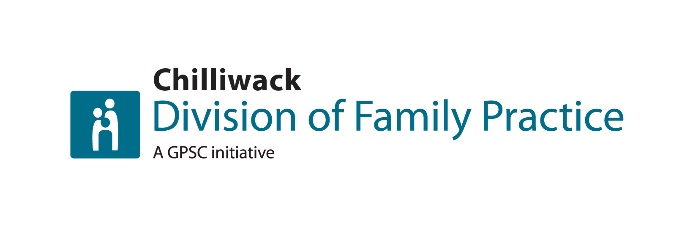 Chilliwack
Division of Family Practice
A GPSC initiative